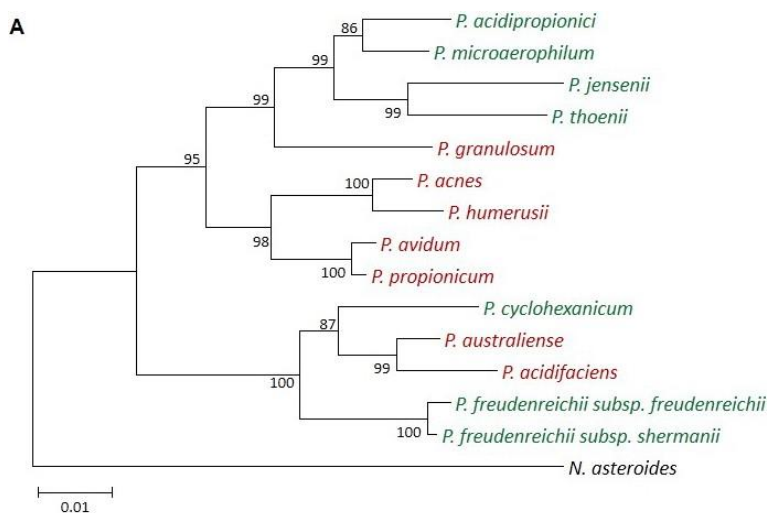 A
86
P. acidipropionici
P. microaerophilum
99
P. jensenii
99
99
P. thoenii
95
P. granulosum
100
P. acnes
P. humerusii
98
P. avidum
100
P. propionicum
P. cyclohexanicum
87
P. australiense
99
P. acidifaciens
100
P. freudenreichii subsp. freudenreichii
100
P. freudenreichii subsp. shermanii
N. asteroides
0.01